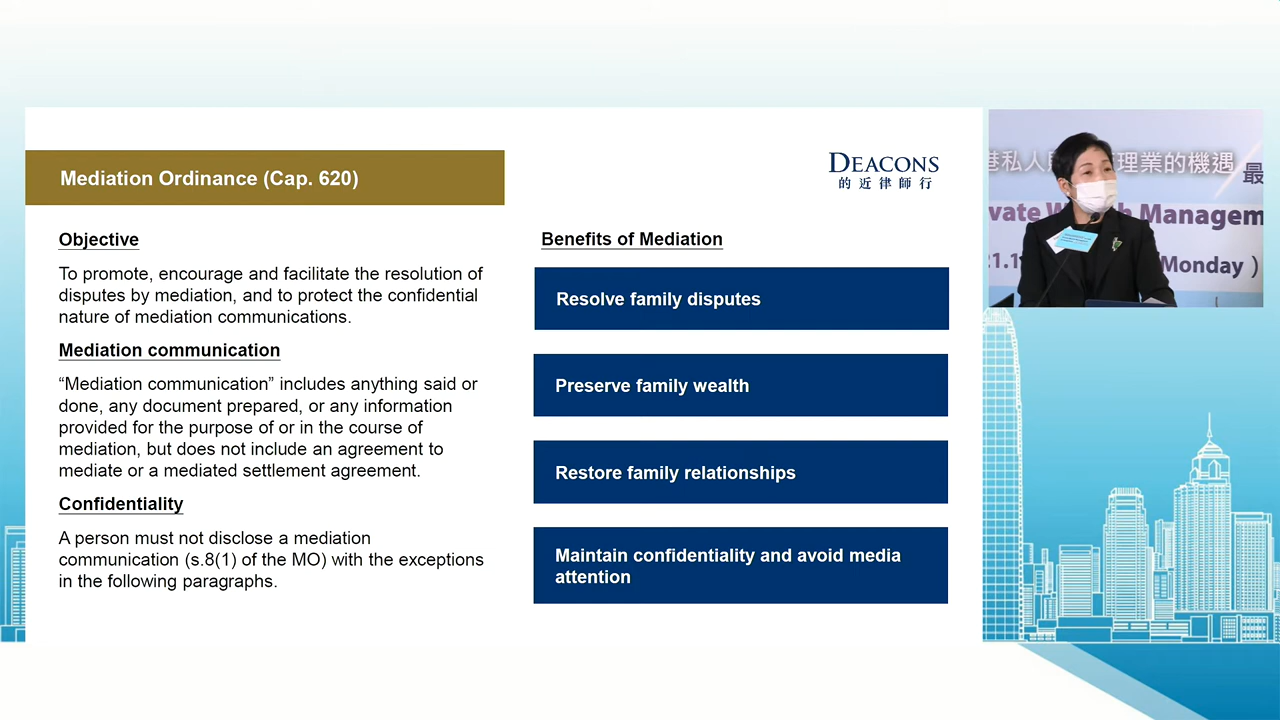 Mediation Ordinance (Cap. 620)
DEACONS
的近律師行
Objective
To promote, encourage and facilitate the resolution of
disputes by mediation, and to protect the confidential
nature of mediation communications.
Mediation communication
“Mediation communication” includes anything said or
done, any document prepared, or any information
provided for the purpose of or in the course of
mediation, but does not include an agreement to
mediate or a mediated settlement agreement.
Confidentiality
A person must not disclose a mediation
communication (s.8(1) of the MO) with the exceptions
in the following paragraphs.
Benefits of Mediation
Resolve family disputes
Preserve family wealth
Restore family relationships
Maintain confidentiality and avoid media
attention
港私人 理業的機遇
最
Managem
Monday )